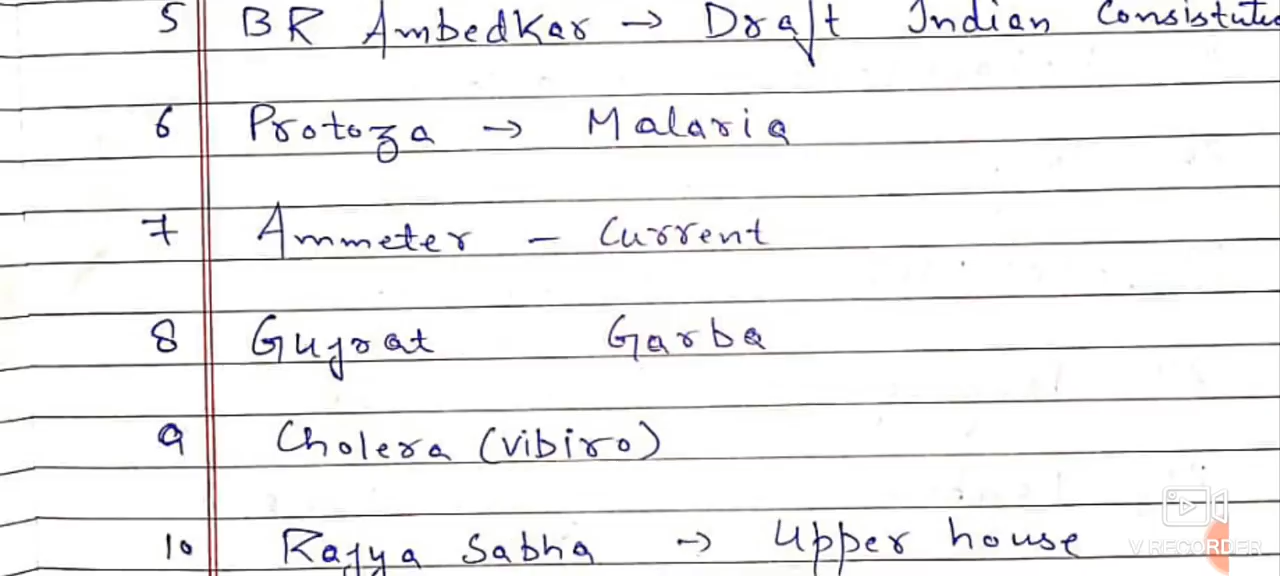 5 BR Ambedkar → Draft Indian
6 Protoza → Malaria
7 Ammeter - Current
8 Gujrat Garba
9 Cholera (vibiro)
10 Rajya Sabha → Upper house
V RECORDER